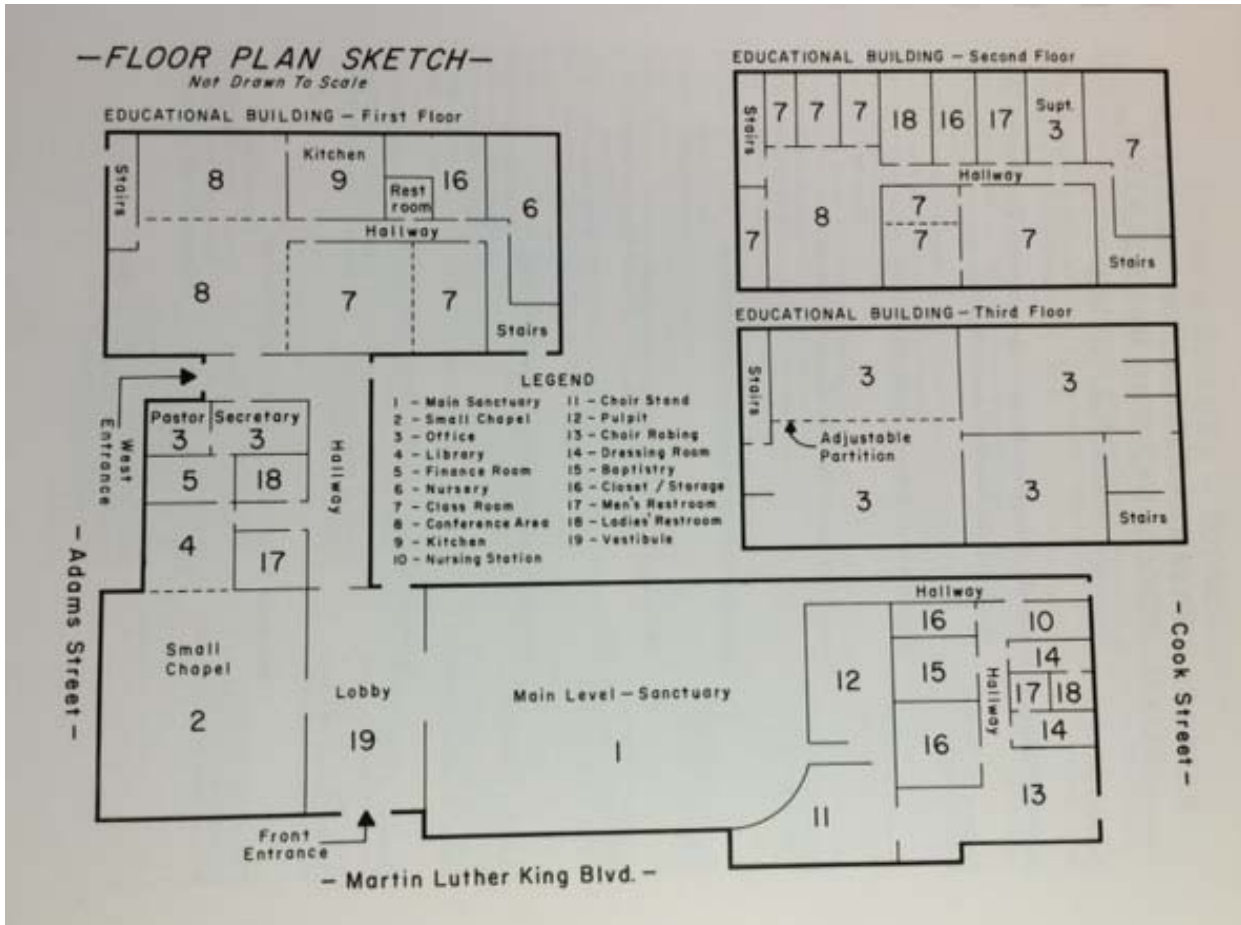 —FLOOR PLAN SKETCH—
Not Drawn To Scale
EDUCATIONAL BUILDING — First Floor
Stairs
8
Kitchen
9
Rest
room
16
6
Hallway
8
7
7
Stairs
EDUCATIONAL BUILDING — Second Floor
Stairs
7
7
7
18
16
17
Supt.
3
7
Hallway
7
8
7
7
7
Stairs
EDUCATIONAL BUILDING — Third Floor
Stairs
3
3
Adjustable
Partition
3
3
Stairs
LEGEND
1 - Main Sanctuary
2 - Small Chapel
3 - Office
4 - Library
5 - Finance Room
6 - Nursery
7 - Class Room
8 - Conference Area
9 - Kitchen
10 - Nursing Station
11 - Choir Stand
12 - Pulpit
13 - Choir Robing
14 - Dressing Room
15 - Baptistry
16 - Closet / Storage
17 - Men's Restroom
18 - Ladies' Restroom
19 - Vestibule
West
Entrance
Pastor
3
Secretary
3
Hallway
5
18
4
17
— Adams Street —
Small
Chapel
2
Lobby
19
Main Level — Sanctuary
1
Hallway
16
10
12
15
Hallway
14
17
18
16
14
11
13
— Cook Street —
Front
Entrance
— Martin Luther King Blvd. —